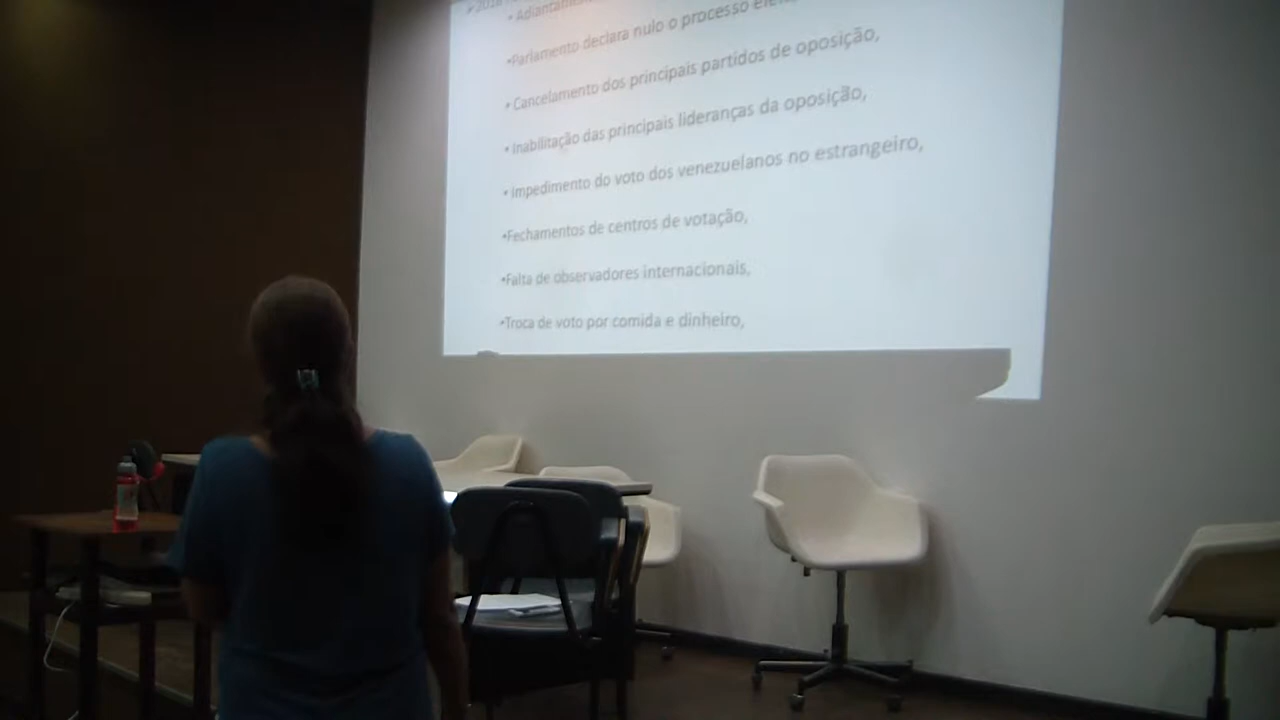 • Adiantamento
•Parlamento declara nulo o processo
• Cancelamento dos principais partidos de oposição,
• Inabilitação das principais lideranças da oposição,
• Impedimento do voto dos venezuelanos no estrangeiro,
•Fechamentos de centros de votação,
•Falta de observadores internacionais,
•Troca de voto por comida e dinheiro,